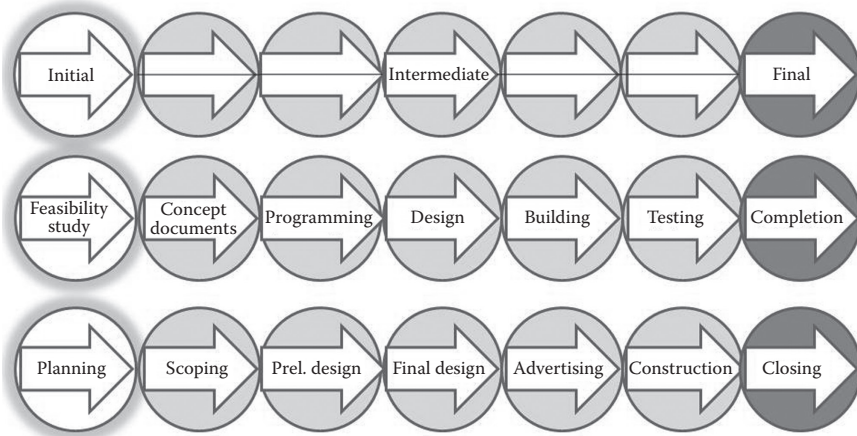 Initial
Intermediate
Final
Feasibility
study
Concept
documents
Programming
Design
Building
Testing
Completion
Planning
Scoping
Prel. design
Final design
Advertising
Construction
Closing